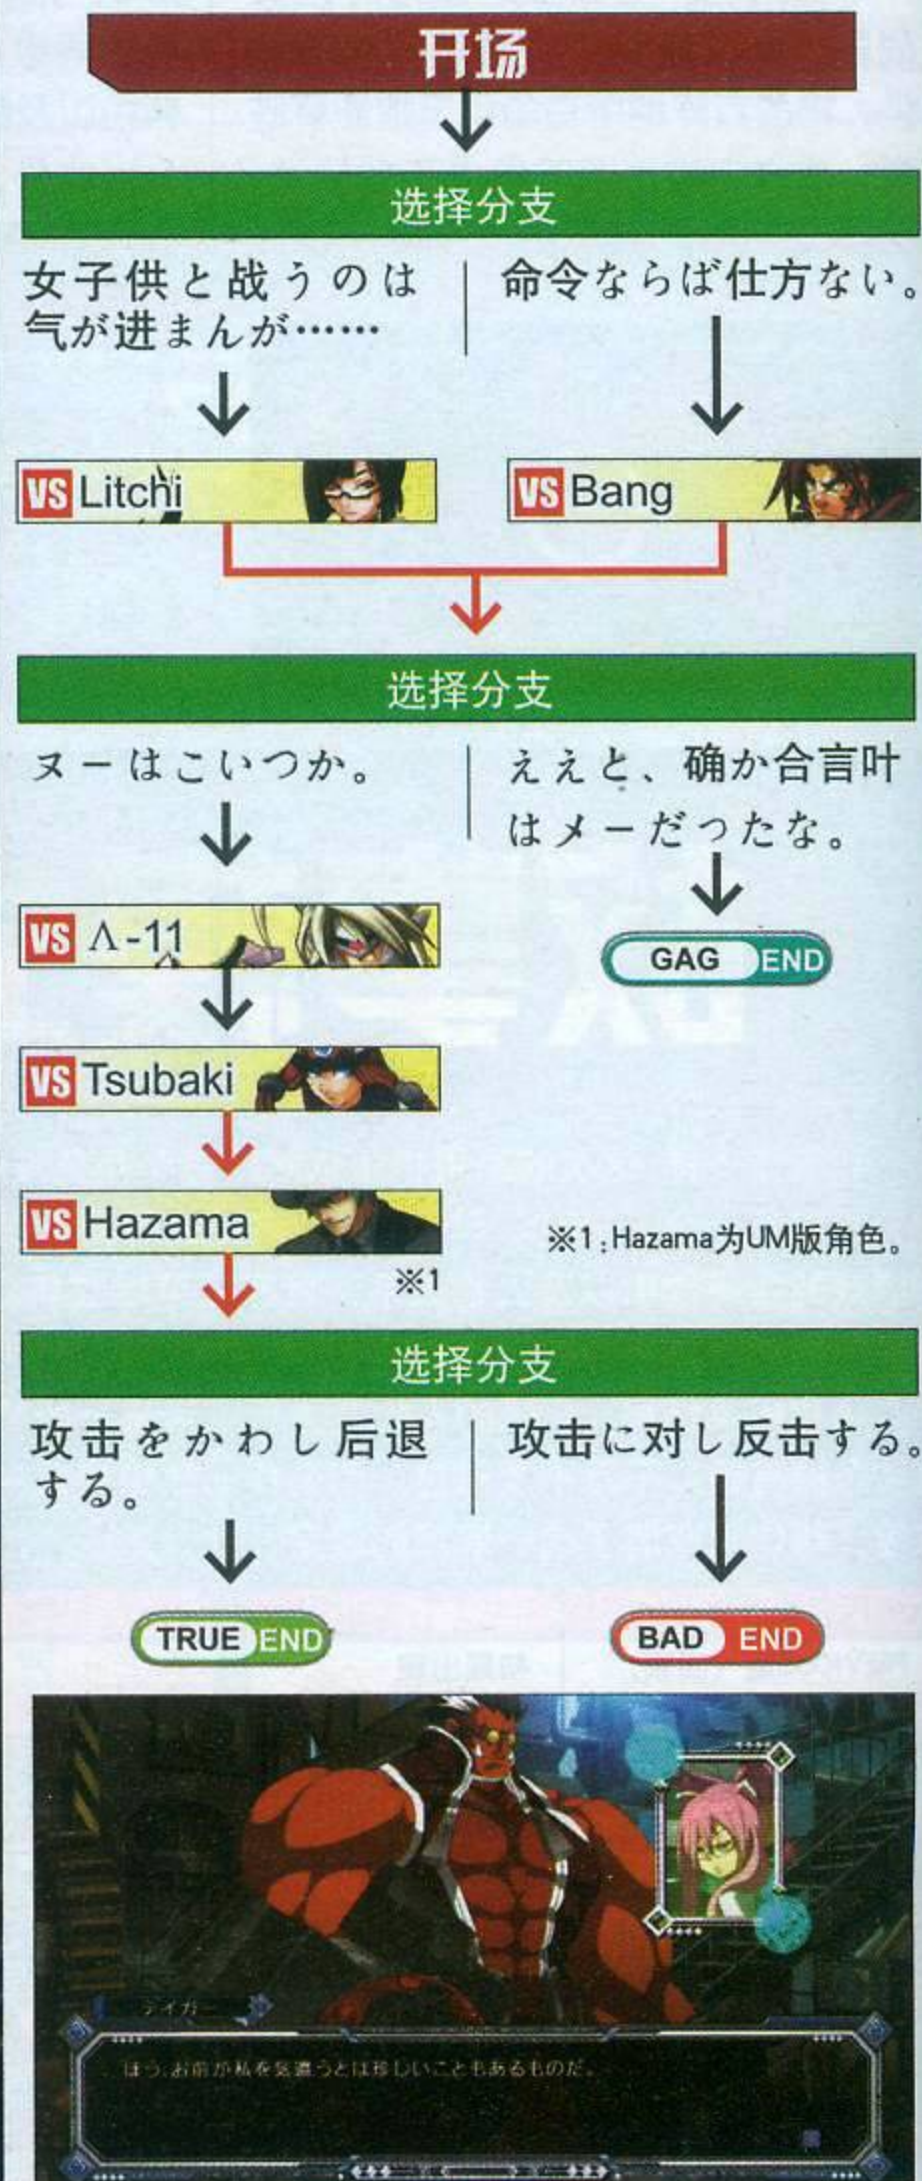 开场
选择分支
女子供と战うのは
气が进まんが……
命令ならば仕方ない。
VS Litchi
VS Bang
选择分支
ヌーはこいつか。
ええと、确か合言叶
はメーだったな。
VS Λ-11
GAG END
VS Tsubaki
VS Hazama
※1:Hazama为UM版角色。
※1
选择分支
攻击をかわし后退
する。
攻击に对し反击する。
TRUE END
BAD END
テイガー
ほう、お前が私を気遣うとは珍しいこともあるものだ。